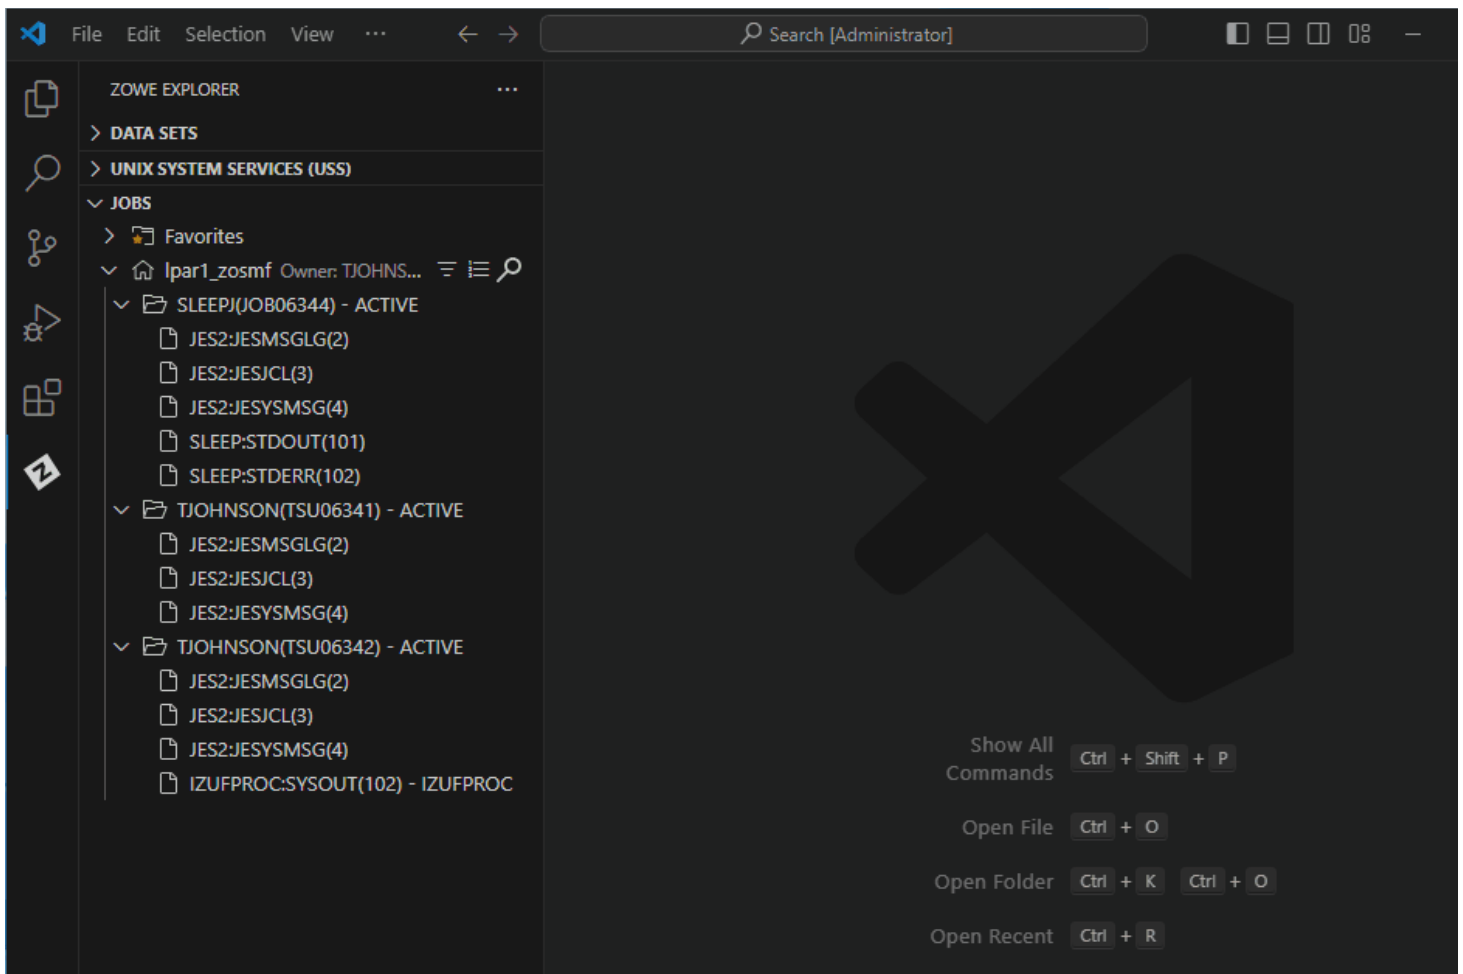 File Edit Selection View ··· ← → Search [Administrator]
ZOWE EXPLORER ···
DATA SETS
UNIX SYSTEM SERVICES (USS)
JOBS
Favorites
lpar1_zosmf Owner: TJOHNS...
SLEEPJ(JOB06344) - ACTIVE
JES2:JESMSGLG(2)
JES2:JESJCL(3)
JES2:JESYSMSG(4)
SLEEP:STDOUT(101)
SLEEP:STDERR(102)
TJOHNSON(TSU06341) - ACTIVE
JES2:JESMSGLG(2)
JES2:JESJCL(3)
JES2:JESYSMSG(4)
TJOHNSON(TSU06342) - ACTIVE
JES2:JESMSGLG(2)
JES2:JESJCL(3)
JES2:JESYSMSG(4)
IZUFPROC:SYSOUT(102) - IZUFPROC
Show All
Commands Ctrl + Shift + P
Open File Ctrl + O
Open Folder Ctrl + K Ctrl + O
Open Recent Ctrl + R